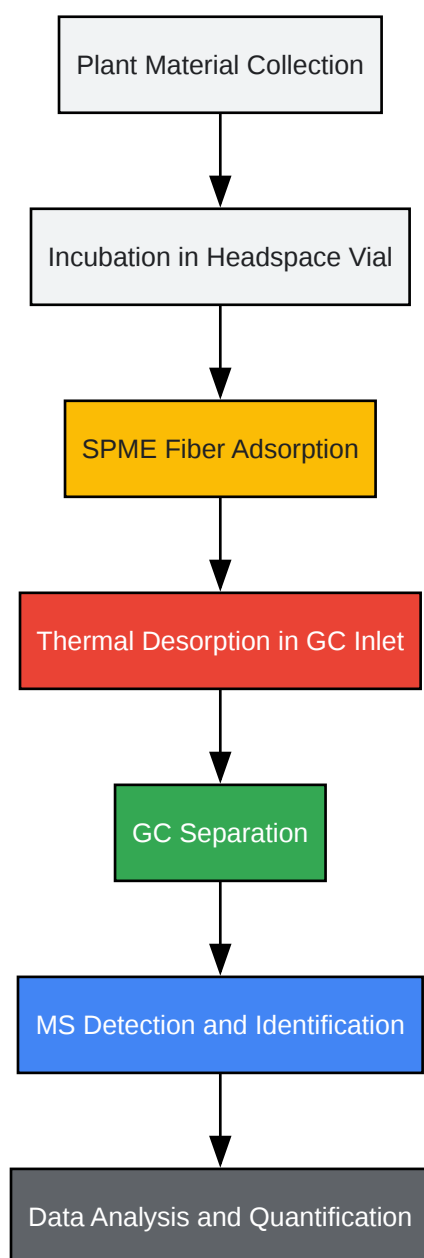 Plant Material Collection
Incubation in Headspace Vial
SPME Fiber Adsorption
Thermal Desorption in GC Inlet
GC Separation
MS Detection and Identification
Data Analysis and Quantification